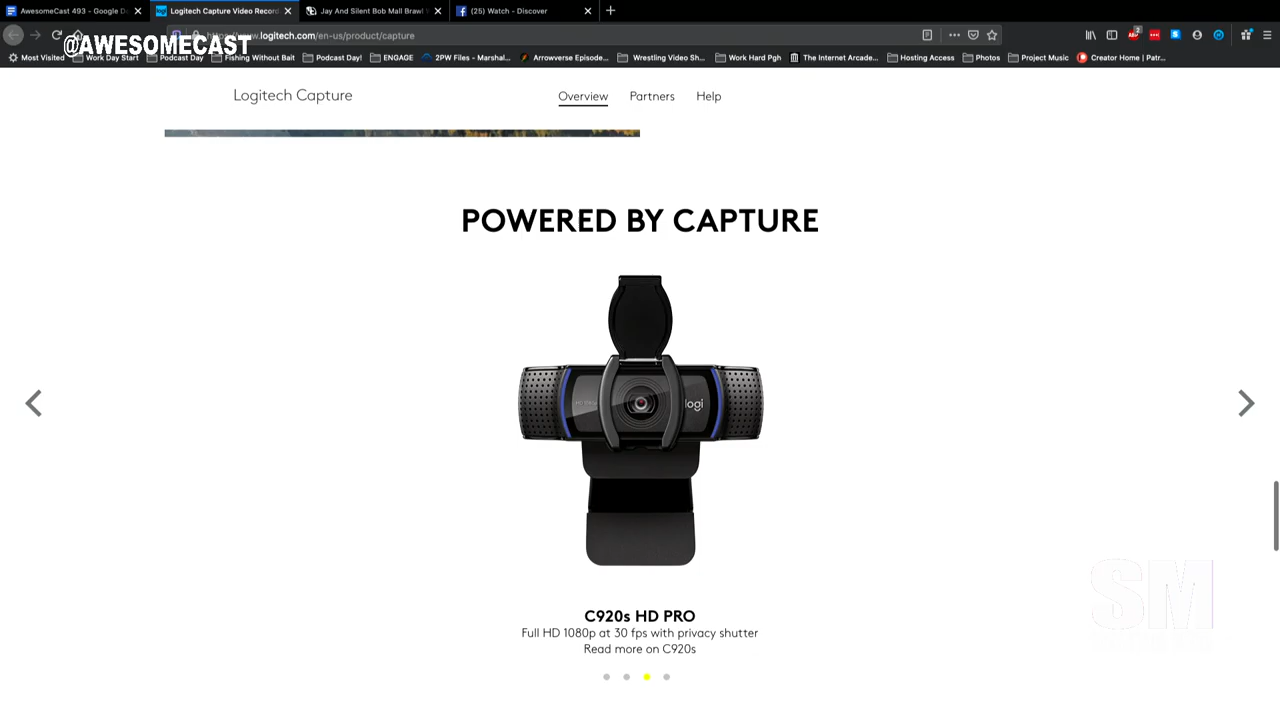 AwesomeCast 493 - Google D
Logitech Capture Video Record
Jay And Silent Bob Mall Brawl
(25) Watch - Discover
@AWESOMECAST
www.logitech.com/en-us/product/capture
Most Visited
Work Day Start
Podcast Day
Fishing Without Bait
Podcast Day!
ENGAGE
2PW Files - Marshal...
Arrowverse Episode...
Wrestling Video Sh...
Work Hard Pgh
The Internet Arcade...
Hosting Access
Photos
Project Music
Creator Home | Patr...
Logitech Capture
Overview
Partners
Help
POWERED BY CAPTURE
logi
C920s HD PRO
Full HD 1080p at 30 fps with privacy shutter
Read more on C920s
SM